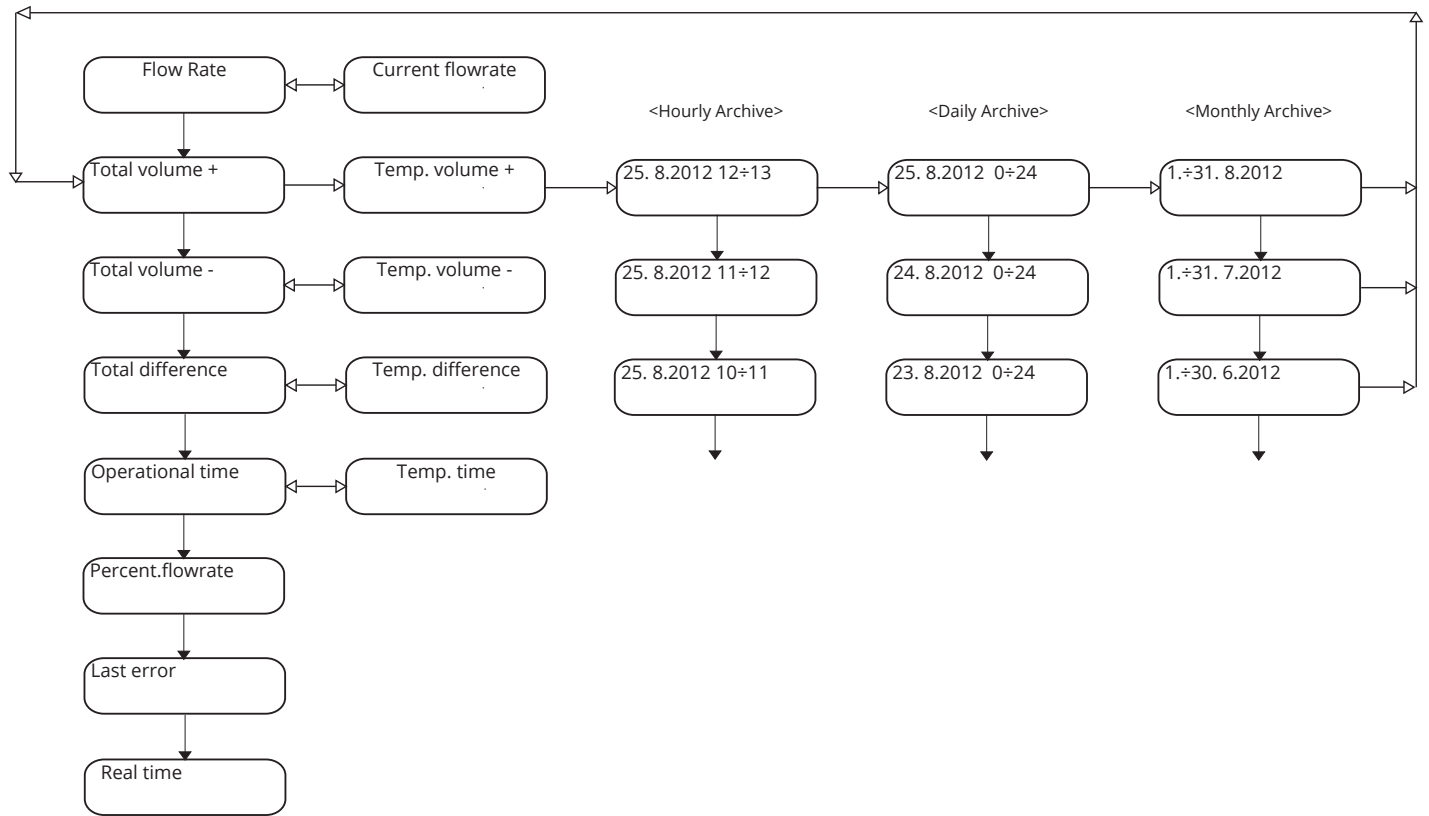 Flow Rate
Current flowrate
<Hourly Archive>
<Daily Archive>
<Monthly Archive>
Total volume +
Temp. volume +
25. 8.2012 12÷13
25. 8.2012  0÷24
1.÷31. 8.2012
Total volume -
Temp. volume -
25. 8.2012 11÷12
24. 8.2012  0÷24
1.÷31. 7.2012
Total difference
Temp. difference
25. 8.2012 10÷11
23. 8.2012  0÷24
1.÷30. 6.2012
Operational time
Temp. time
Percent.flowrate
Last error
Real time